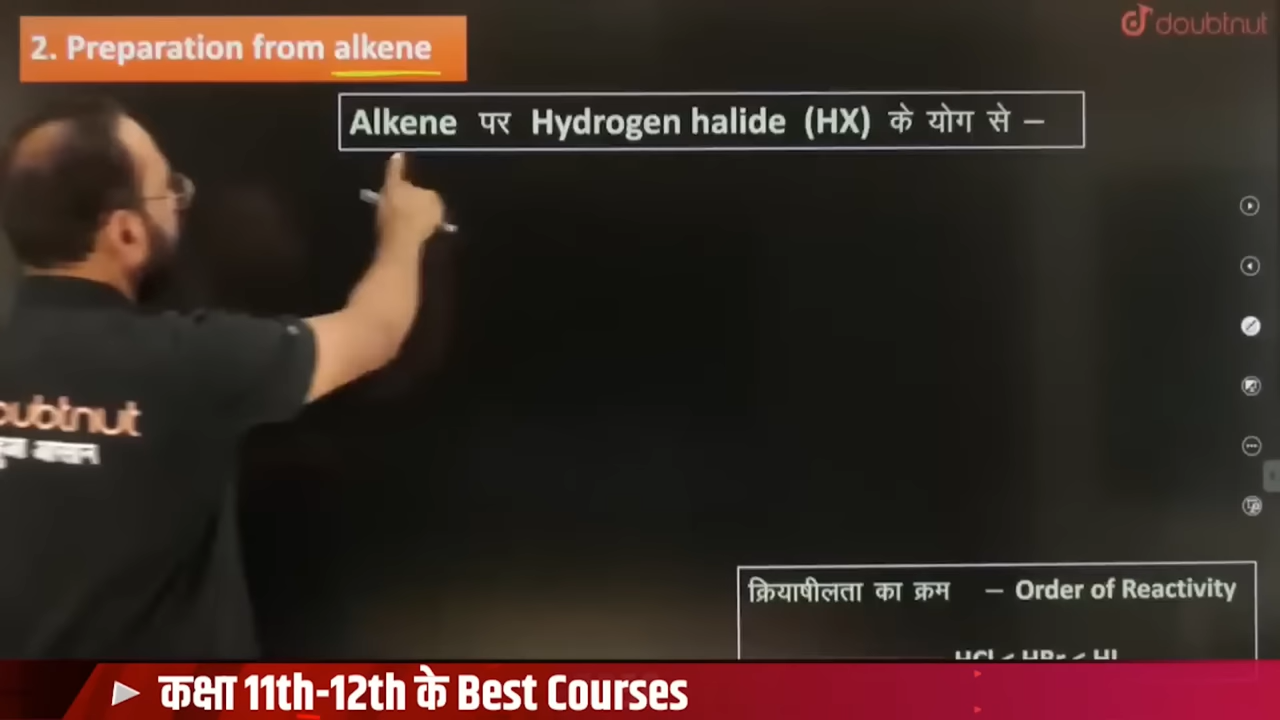 2. Preparation from alkene
doubtnut
Alkene पर Hydrogen halide (HX) के योग से –
oubtnut
क्रियाषीलता का क्रम – Order of Reactivity
HCl < HBr < HI
कक्षा 11th-12th के Best Courses